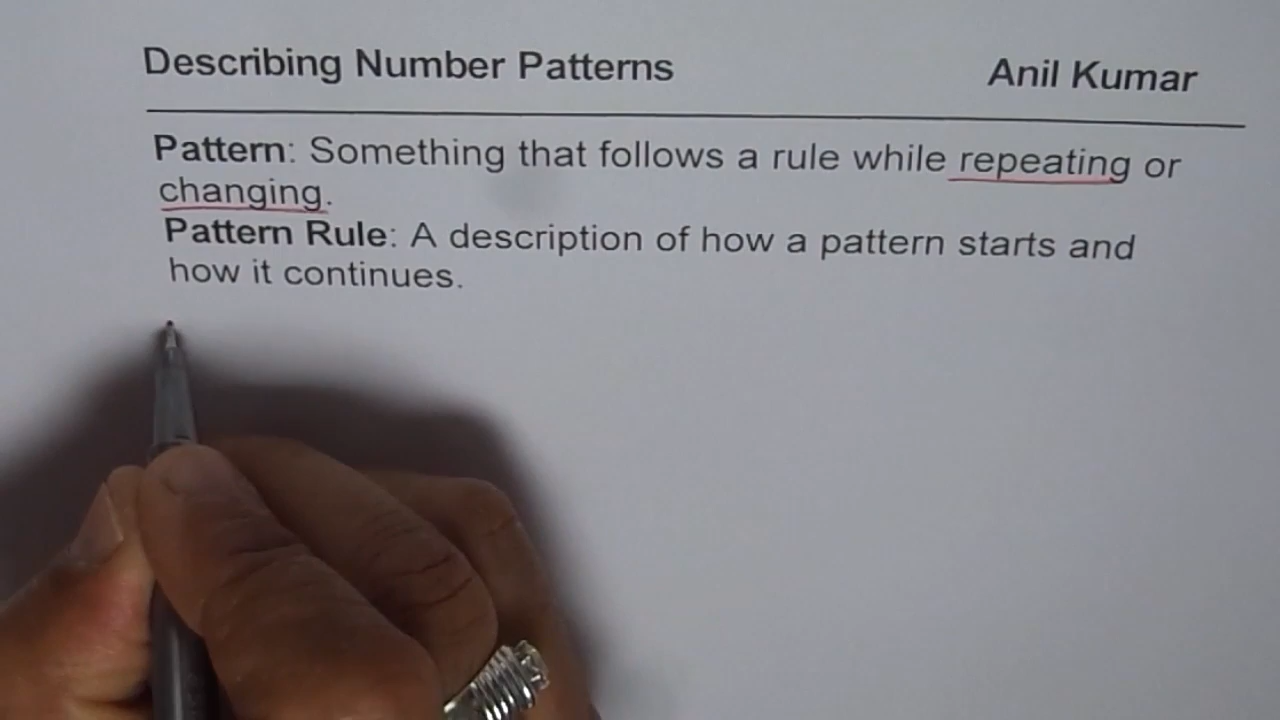 Describing Number Patterns Anil Kumar
Pattern: Something that follows a rule while repeating or
changing.
Pattern Rule: A description of how a pattern starts and
how it continues.